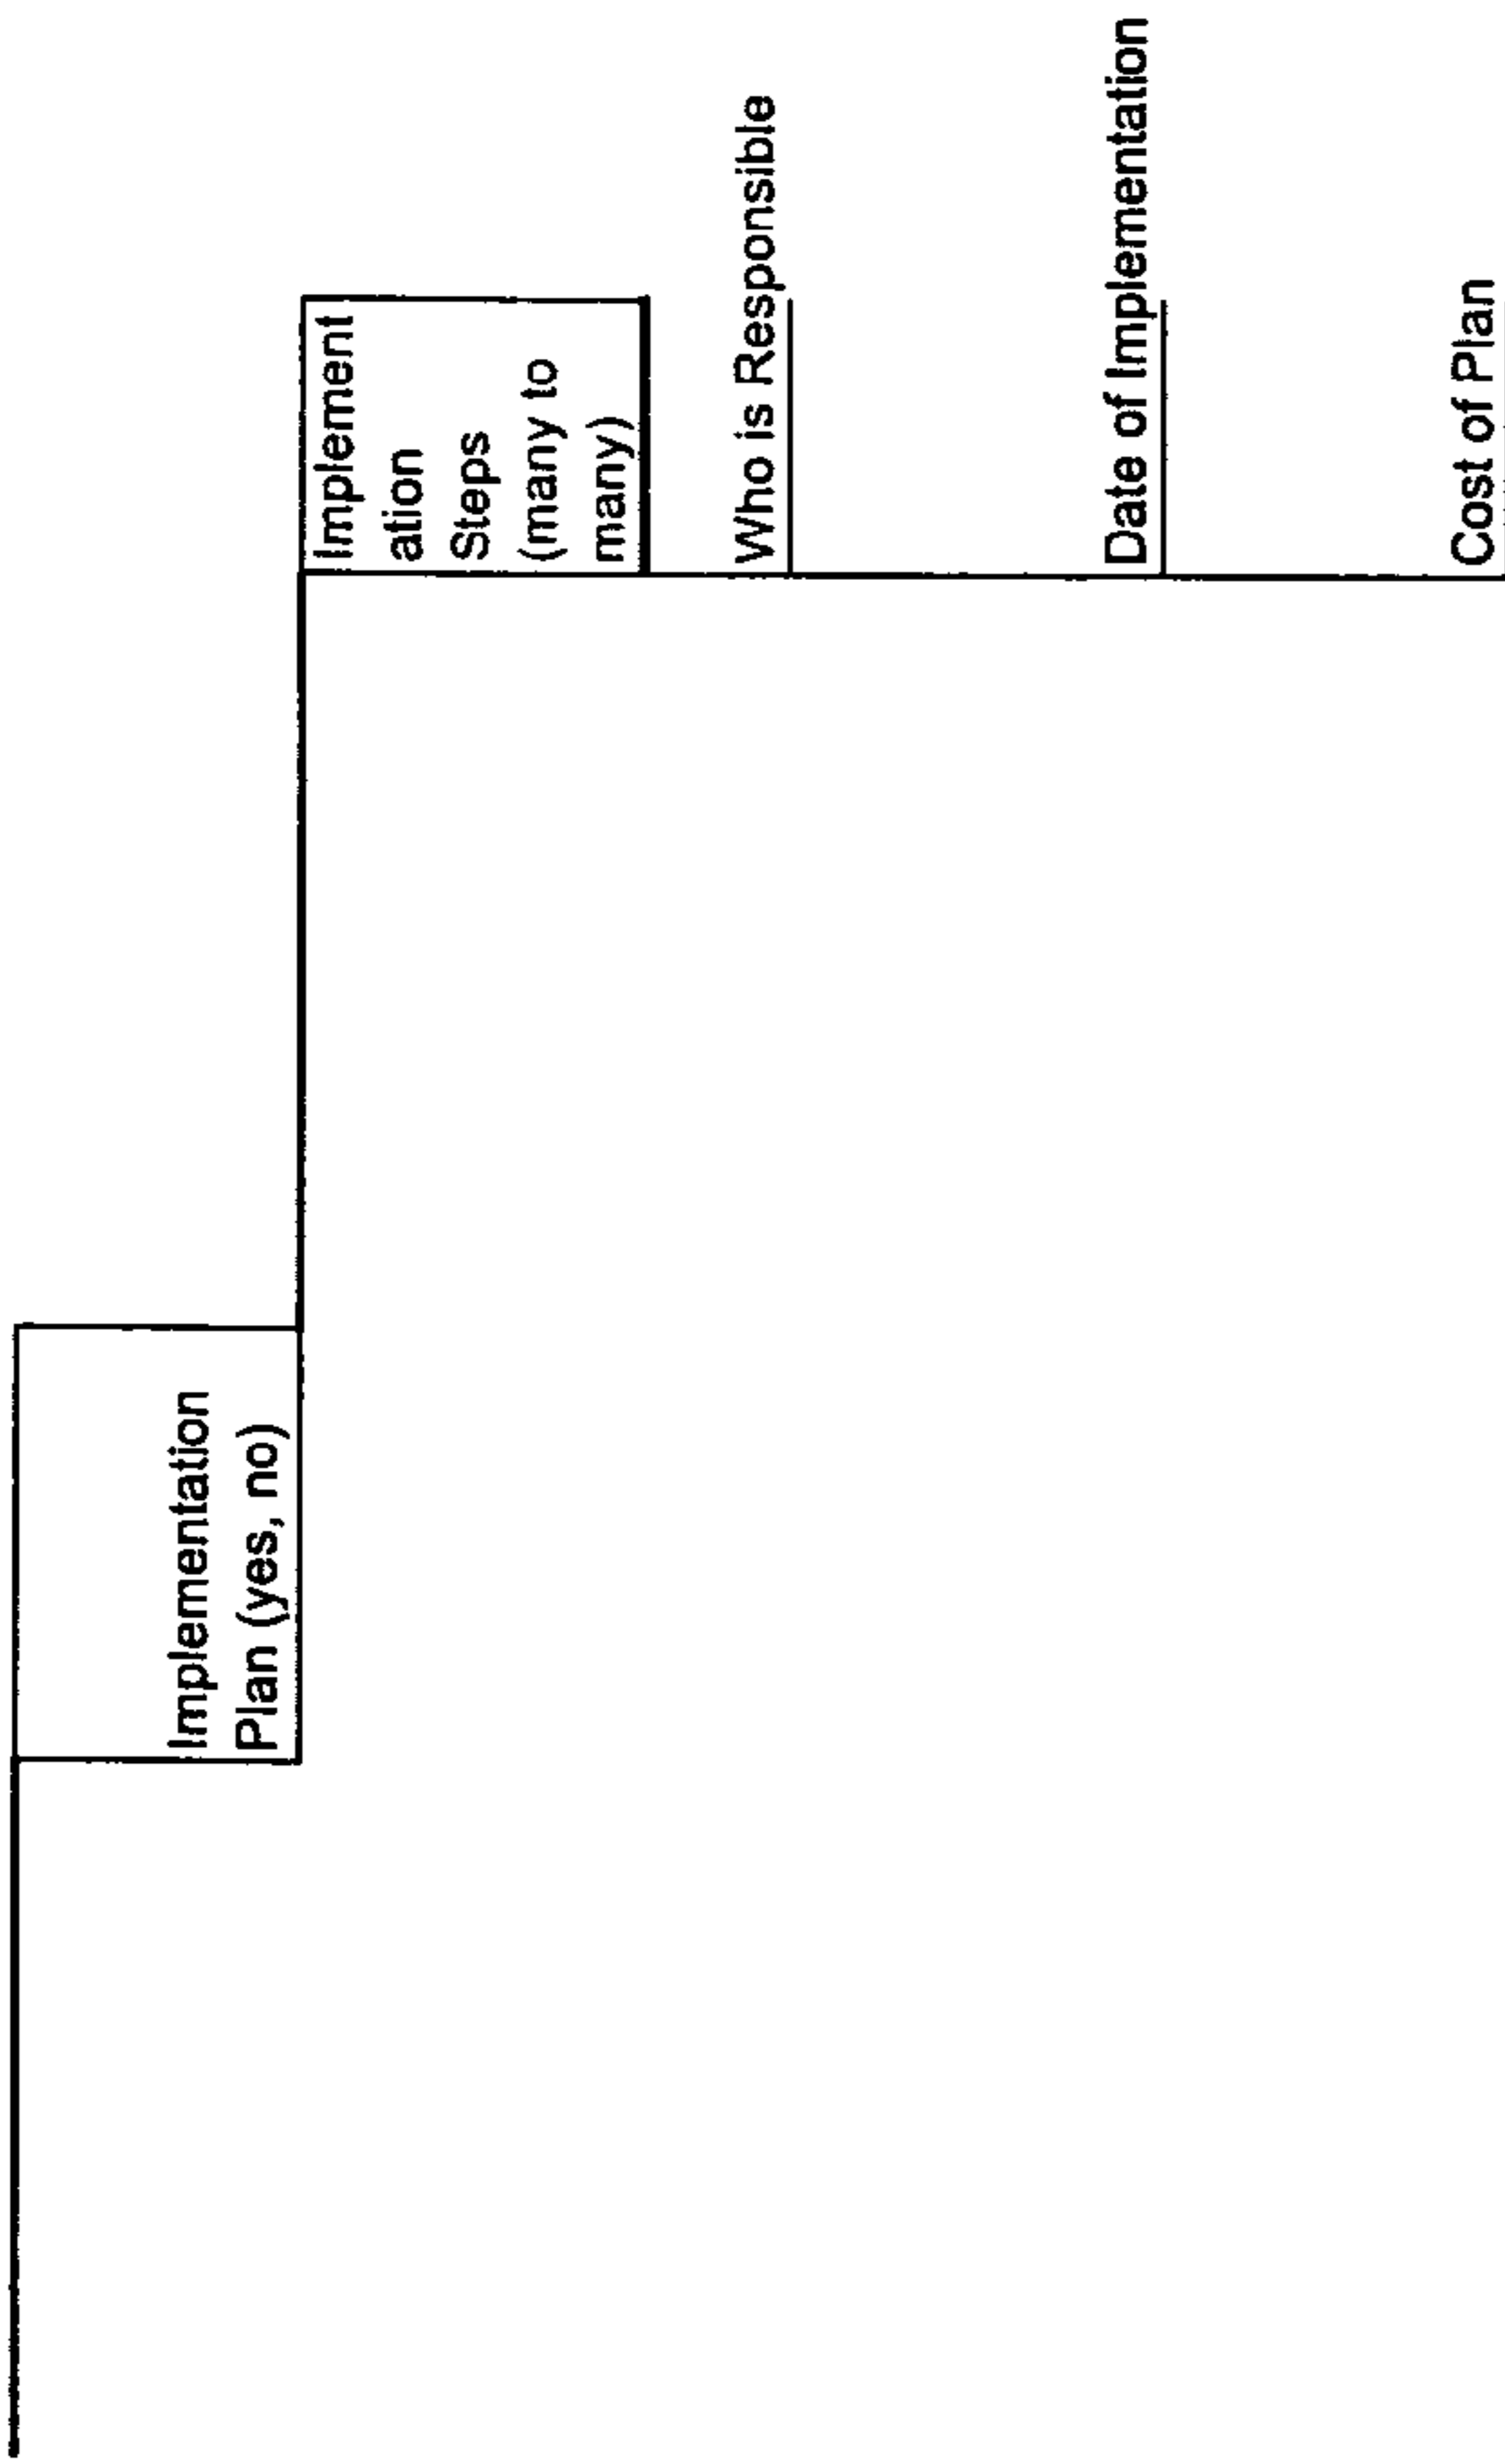 Implementation
Plan (yes, no)
Implement
ation
Steps
(many to
many)
Who is Responsible
Date of Implementation
Cost of Plan